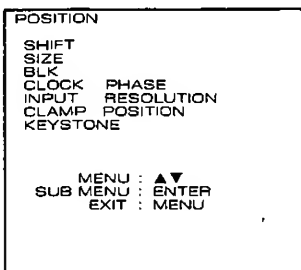 POSITION
SHIFT
SIZE
BLK
CLOCK PHASE
INPUT RESOLUTION
CLAMP POSITION
KEYSTONE
MENU : ▲▼
SUB MENU : ENTER
EXIT : MENU